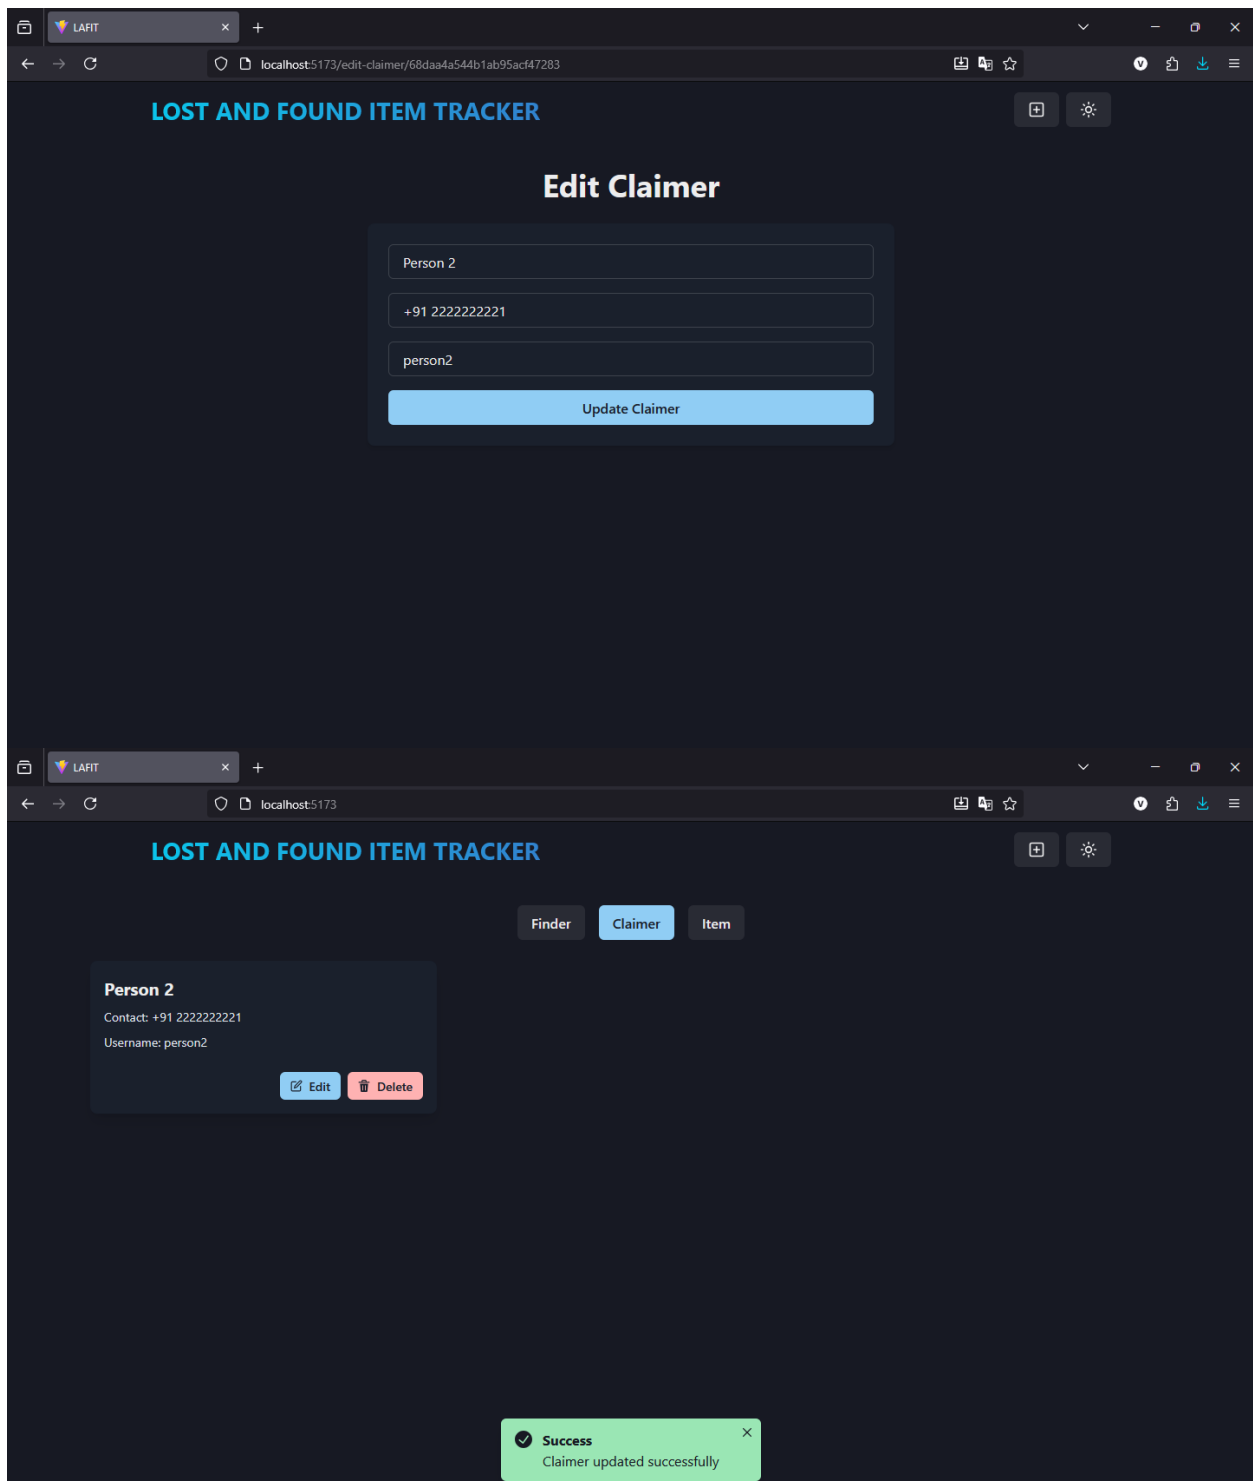 LAFIT
localhost:5173/edit-claimer/68daa4a544b1ab95acf47283
LOST AND FOUND ITEM TRACKER
Edit Claimer
Person 2
+91 2222222221
person2
Update Claimer
LAFIT
localhost:5173
LOST AND FOUND ITEM TRACKER
Finder Claimer Item
Person 2
Contact: +91 2222222221
Username: person2
Edit Delete
Success
Claimer updated successfully